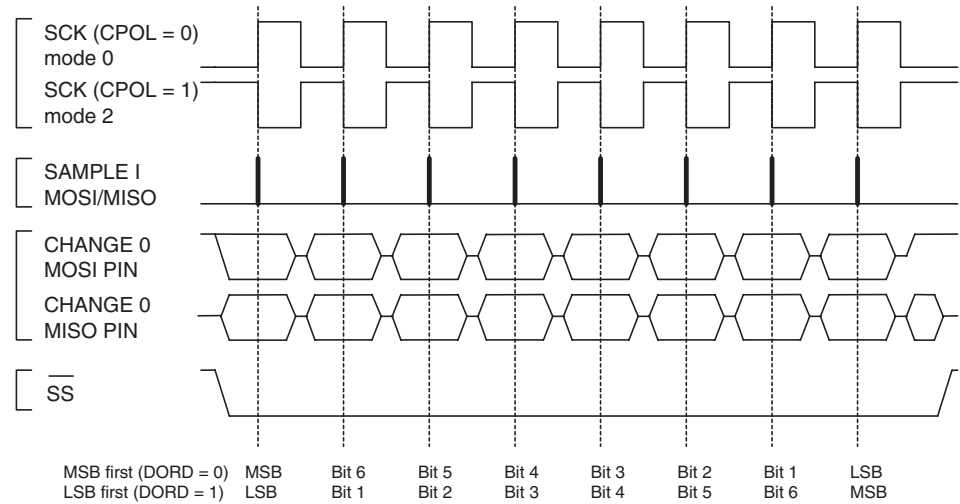 SCK (CPOL = 0)
mode 0
SCK (CPOL = 1)
mode 2
SAMPLE I
MOSI/MISO
CHANGE 0
MOSI PIN
CHANGE 0
MISO PIN
SS
MSB first (DORD = 0) MSB Bit 6 Bit 5 Bit 4 Bit 3 Bit 2 Bit 1 LSB
LSB first (DORD = 1) LSB Bit 1 Bit 2 Bit 3 Bit 4 Bit 5 Bit 6 MSB